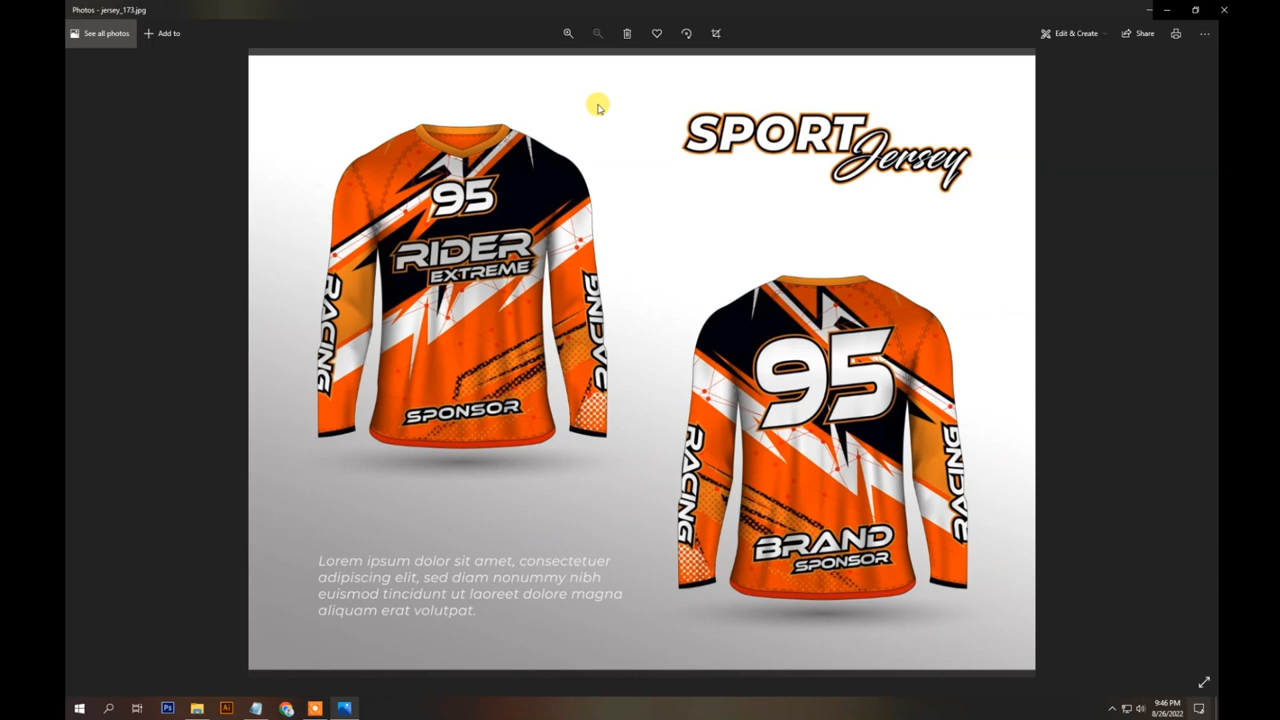 Photos - jersey_173.jpg
See all photos
Add to
Edit & Create
Share
SPORT
Jersey
95
RIDER
EXTREME
RACING
RACING
SPONSOR
95
RACING
RACING
BRAND
SPONSOR
Lorem ipsum dolor sit amet, consectetuer
adipiscing elit, sed diam nonummy nibh
euismod tincidunt ut laoreet dolore magna
aliquam erat volutpat.
Ps
Ai
9:46 PM
8/26/2022